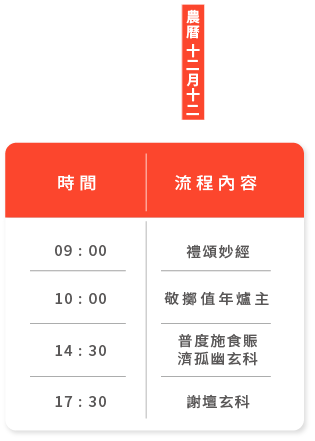 農曆十二月十二
時間 流程內容
09：00 禮頌妙經
10：00 敬擲值年爐主
14：30 普度施食賑
濟孤幽玄科
17：30 謝壇玄科